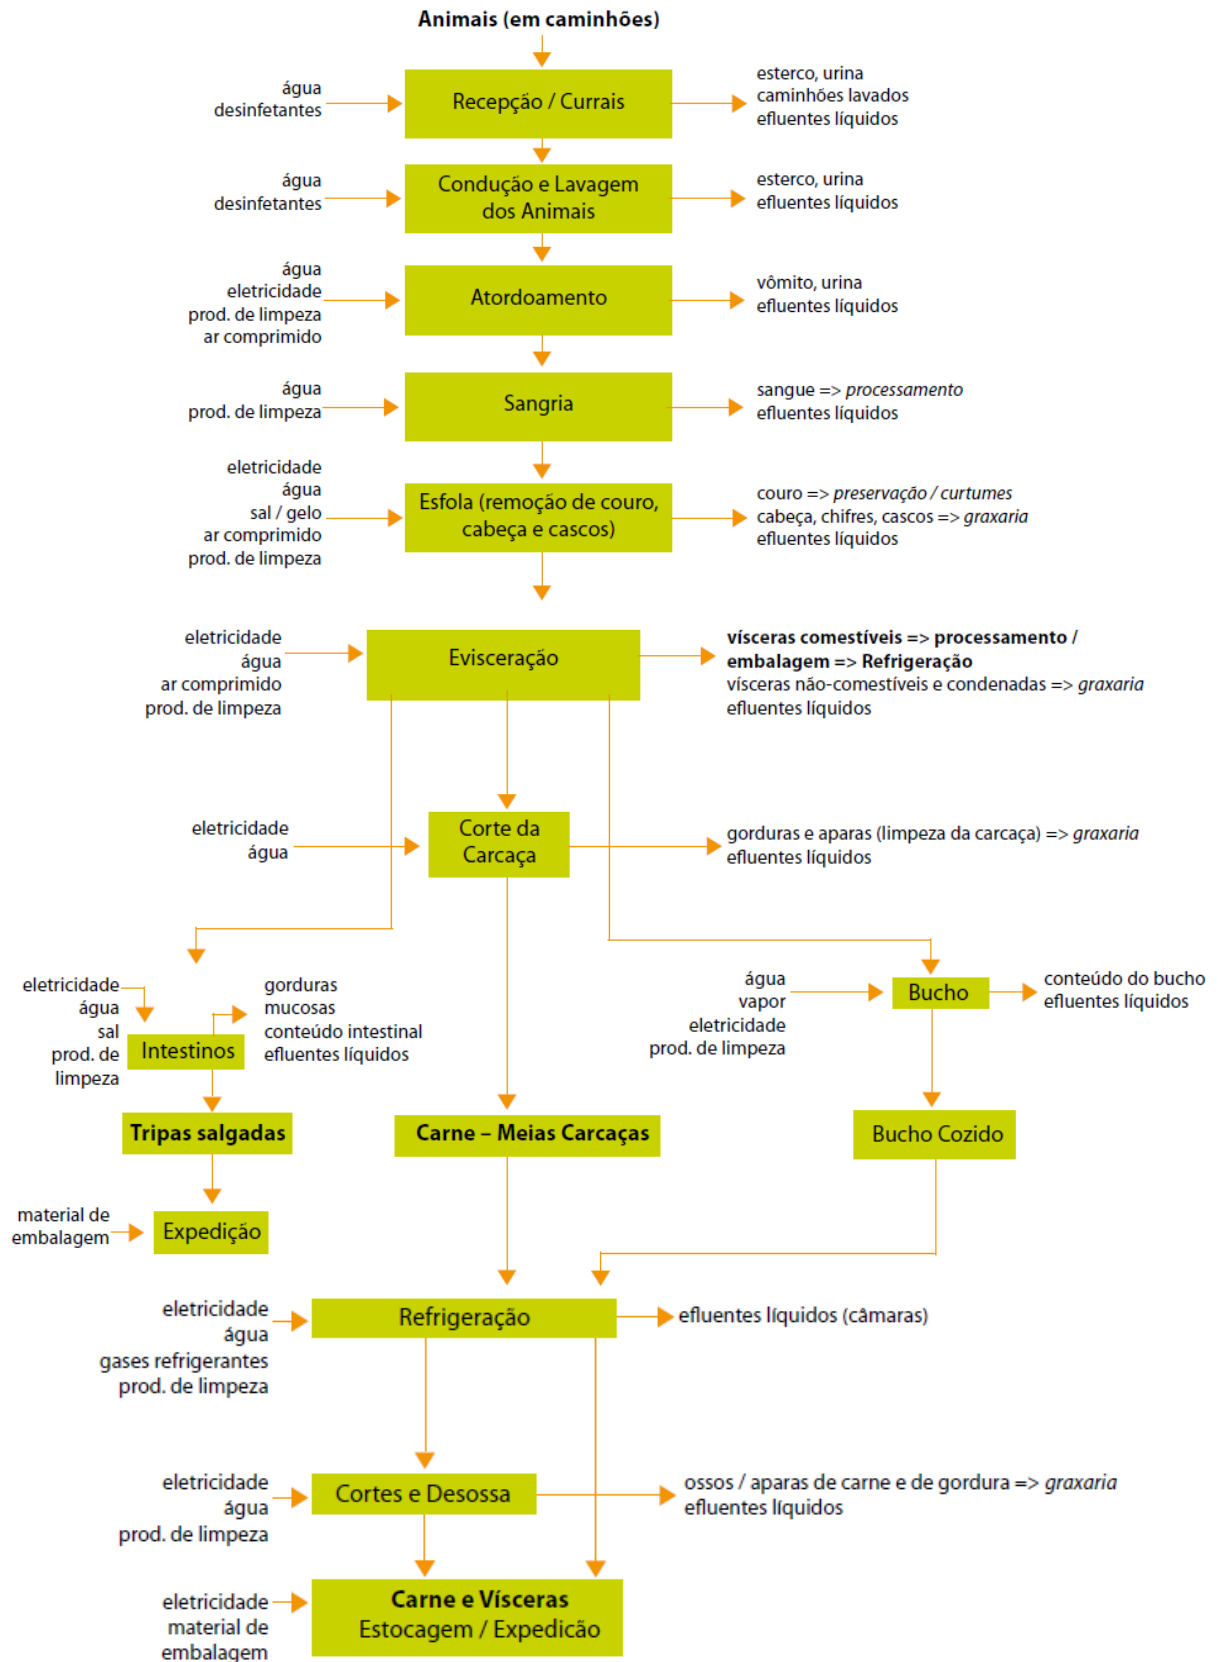 Animais (em caminhões)
água
desinfetantes
Recepção / Currais
esterco, urina
caminhões lavados
efluentes líquidos
água
desinfetantes
Condução e Lavagem
dos Animais
esterco, urina
efluentes líquidos
água
eletricidade
prod. de limpeza
ar comprimido
Atordoamento
vômito, urina
efluentes líquidos
água
prod. de limpeza
Sangria
sangue => processamento
efluentes líquidos
eletricidade
água
sal / gelo
ar comprimido
prod. de limpeza
Esfola (remoção de couro,
cabeça e cascos)
couro => preservação / curtumes
cabeça, chifres, cascos => graxaria
efluentes líquidos
eletricidade
água
ar comprimido
prod. de limpeza
Evisceração
vísceras comestíveis => processamento /
embalagem => Refrigeração
vísceras não-comestíveis e condenadas => graxaria
efluentes líquidos
eletricidade
água
Corte da
Carcaça
gorduras e aparas (limpeza da carcaça) => graxaria
efluentes líquidos
eletricidade
água
sal
prod. de
limpeza
Intestinos
gorduras
mucosas
conteúdo intestinal
efluentes líquidos
água
vapor
eletricidade
prod. de limpeza
Bucho
conteúdo do bucho
efluentes líquidos
Tripas salgadas
Carne – Meias Carcaças
Bucho Cozido
material de
embalagem
Expedição
eletricidade
água
gases refrigerantes
prod. de limpeza
Refrigeração
efluentes líquidos (câmaras)
eletricidade
água
prod. de limpeza
Cortes e Desossa
ossos / aparas de carne e de gordura => graxaria
efluentes líquidos
eletricidade
material de
embalagem
Carne e Vísceras
Estocagem / Expedicão